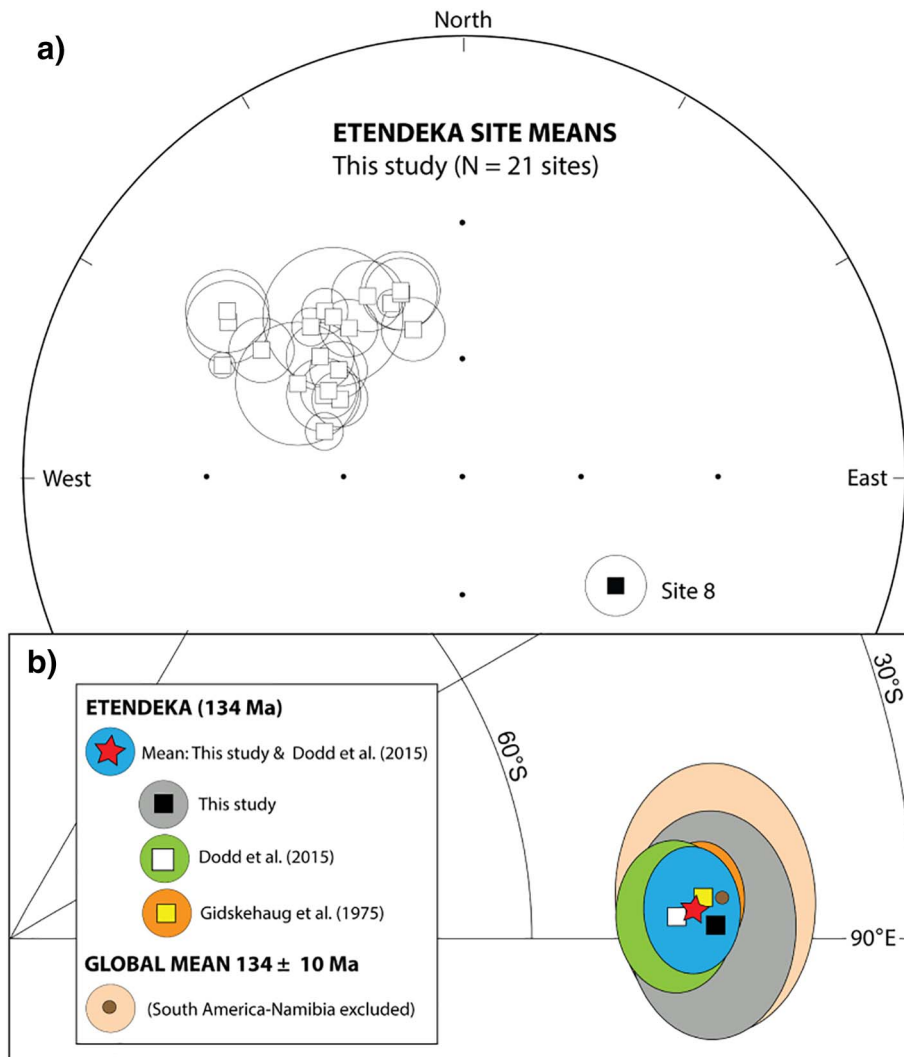 a)
North
ETENDEKA SITE MEANS
This study (N = 21 sites)
West
East
Site 8
b)
ETENDEKA (134 Ma)
Mean: This study & Dodd et al. (2015)
This study
Dodd et al. (2015)
Gidskehaug et al. (1975)
GLOBAL MEAN 134 ± 10 Ma
(South America-Namibia excluded)
60°S
30°S
90°E